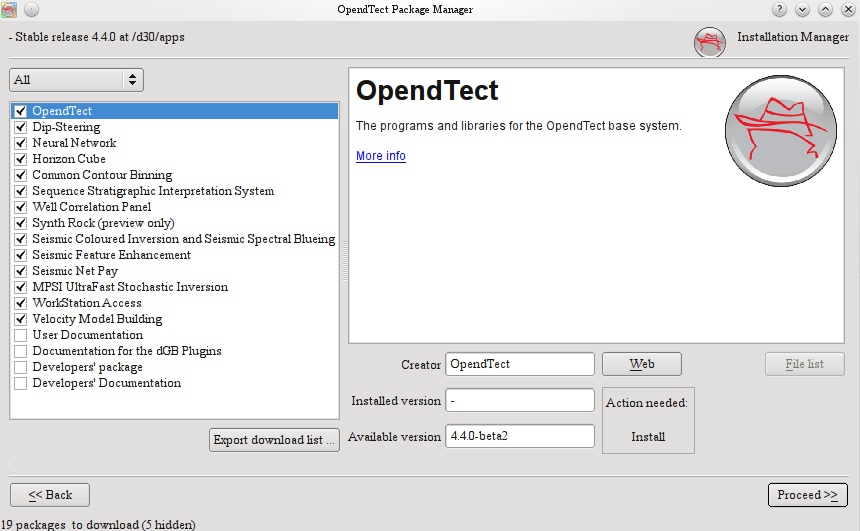 OpendTect Package Manager
- Stable release 4.4.0 at /d30/apps
Installation Manager
All
OpendTect
Dip-Steering
Neural Network
Horizon Cube
Common Contour Binning
Sequence Stratigraphic Interpretation System
Well Correlation Panel
Synth Rock (preview only)
Seismic Coloured Inversion and Seismic Spectral Blueing
Seismic Feature Enhancement
Seismic Net Pay
MPSI UltraFast Stochastic Inversion
WorkStation Access
Velocity Model Building
User Documentation
Documentation for the dGB Plugins
Developers' package
Developers' Documentation
Export download list ...
OpendTect
The programs and libraries for the OpendTect base system.
More info
Creator OpendTect Web File list
Installed version - Action needed:
Available version 4.4.0-beta2 Install
<< Back
Proceed >>
19 packages to download (5 hidden)